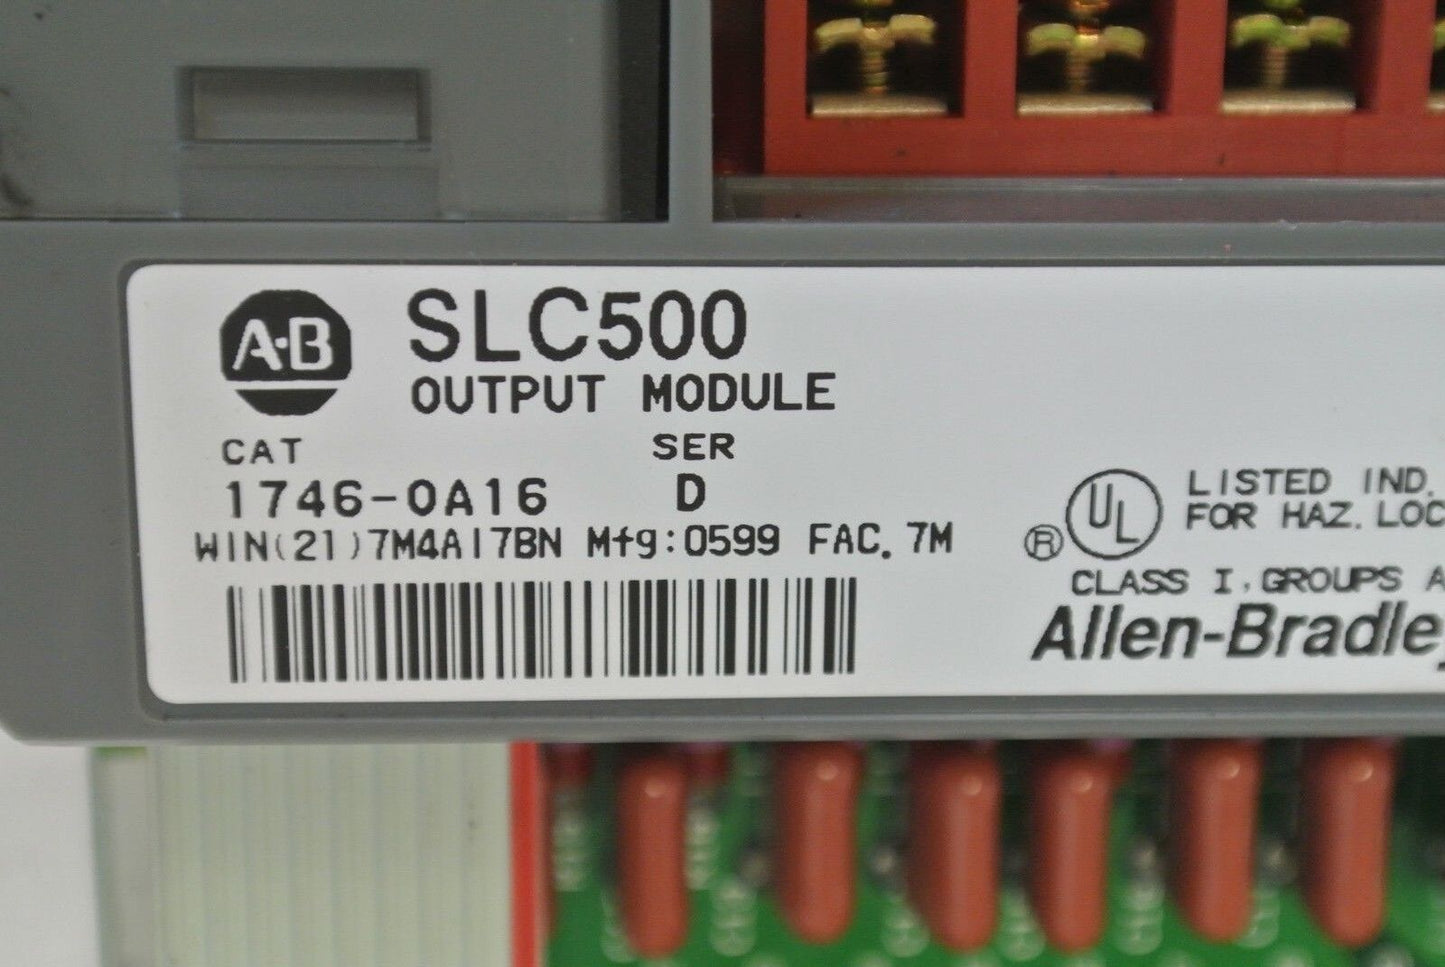 A·B
SLC500
OUTPUT MODULE
CAT SER
1746-OA16 D
WIN(21)7M4AI7BN Mfg:0599 FAC. 7M
UL ® LISTED IND.
FOR HAZ. LOC
CLASS I, GROUPS A
Allen-Bradley